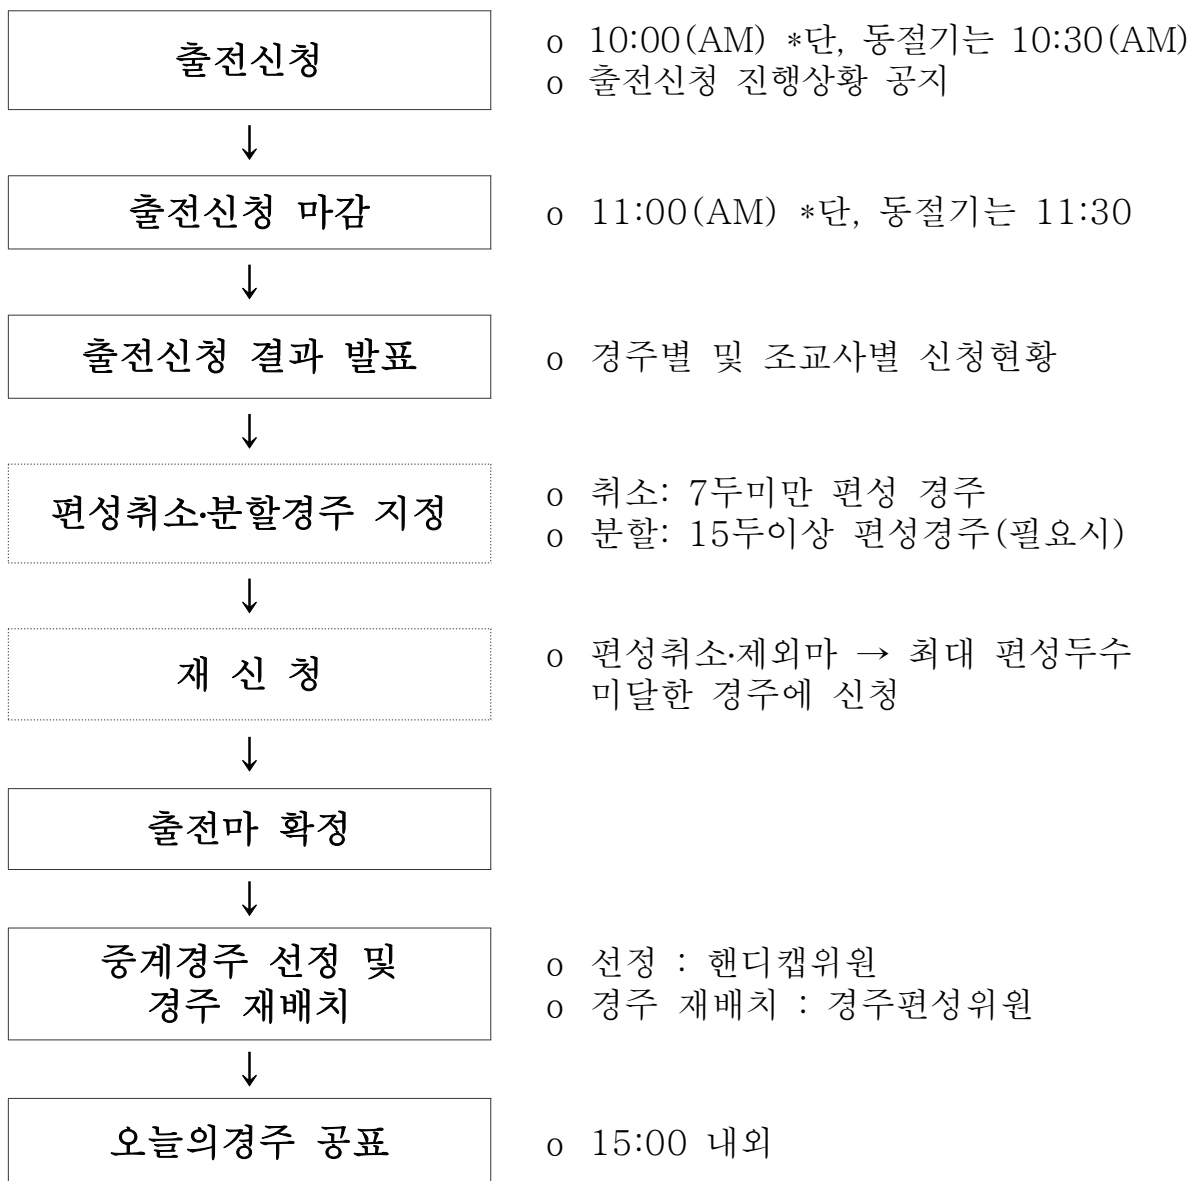 출전신청
o 10:00(AM) *단, 동절기는 10:30(AM)
o 출전신청 진행상황 공지
↓
출전신청 마감
o 11:00(AM) *단, 동절기는 11:30
↓
출전신청 결과 발표
o 경주별 및 조교사별 신청현황
↓
편성취소·분할경주 지정
o 취소: 7두미만 편성 경주
o 분할: 15두이상 편성경주(필요시)
↓
재 신 청
o 편성취소·제외마 → 최대 편성두수
미달한 경주에 신청
↓
출전마 확정
↓
중계경주 선정 및
경주 재배치
o 선정 : 핸디캡위원
o 경주 재배치 : 경주편성위원
↓
오늘의경주 공표
o 15:00 내외